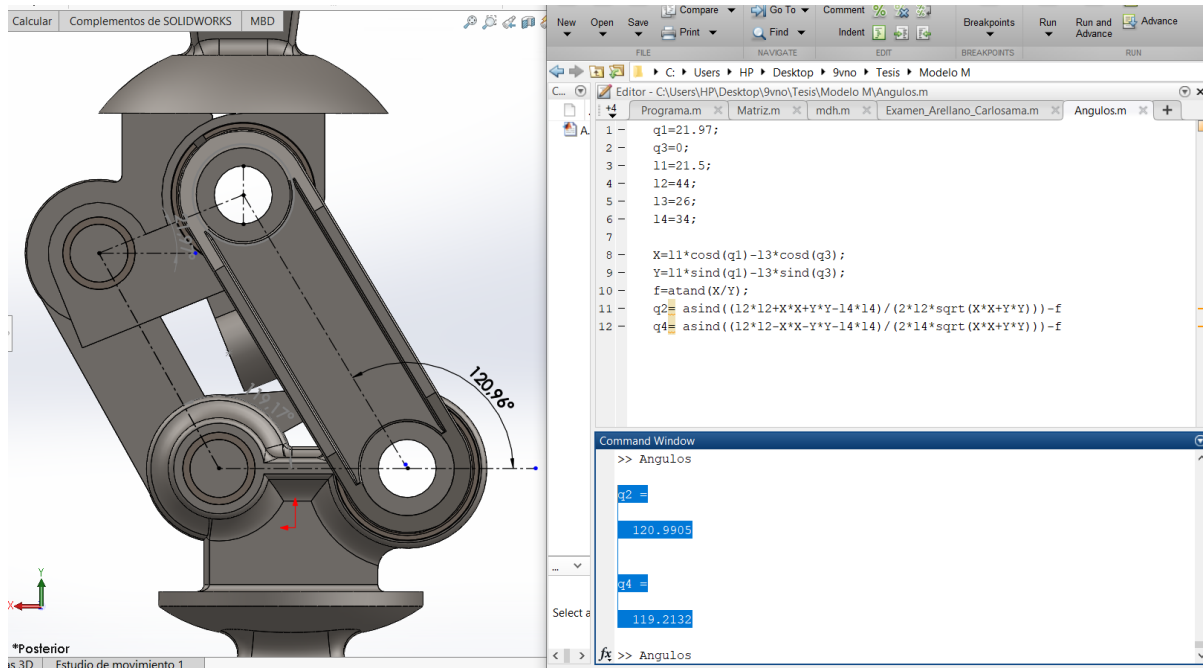 Calcular Complementos de SOLIDWORKS MBD
120,96°
119,17°
Y
X
*Posterior
s 3D Estudio de movimiento 1
New Open Save
Compare
Print
Go To
Find
Comment
Indent
Breakpoints
Run Run and Advance
Advance
FILE NAVIGATE EDIT BREAKPOINTS RUN
C: Users HP Desktop 9vno Tesis Modelo M
C...
Editor - C:\Users\HP\Desktop\9vno\Tesis\Modelo M\Angulos.m
+4 Programa.m Matriz.m mdh.m Examen_Arellano_Carlosama.m Angulos.m +
A.
1 – q1=21.97;
2 – q3=0;
3 – l1=21.5;
4 – l2=44;
5 – l3=26;
6 – l4=34;
7
8 – X=l1*cosd(q1)-l3*cosd(q3);
9 – Y=l1*sind(q1)-l3*sind(q3);
10 – f=atand(X/Y);
11 – q2= asind((l2*l2+X*X+Y*Y-l4*l4)/(2*l2*sqrt(X*X+Y*Y)))-f
12 – q4= asind((l2*l2-X*X-Y*Y-l4*l4)/(2*l4*sqrt(X*X+Y*Y)))-f
Command Window
>> Angulos
q2 =
120.9905
q4 =
119.2132
fx >> Angulos
...
Select a